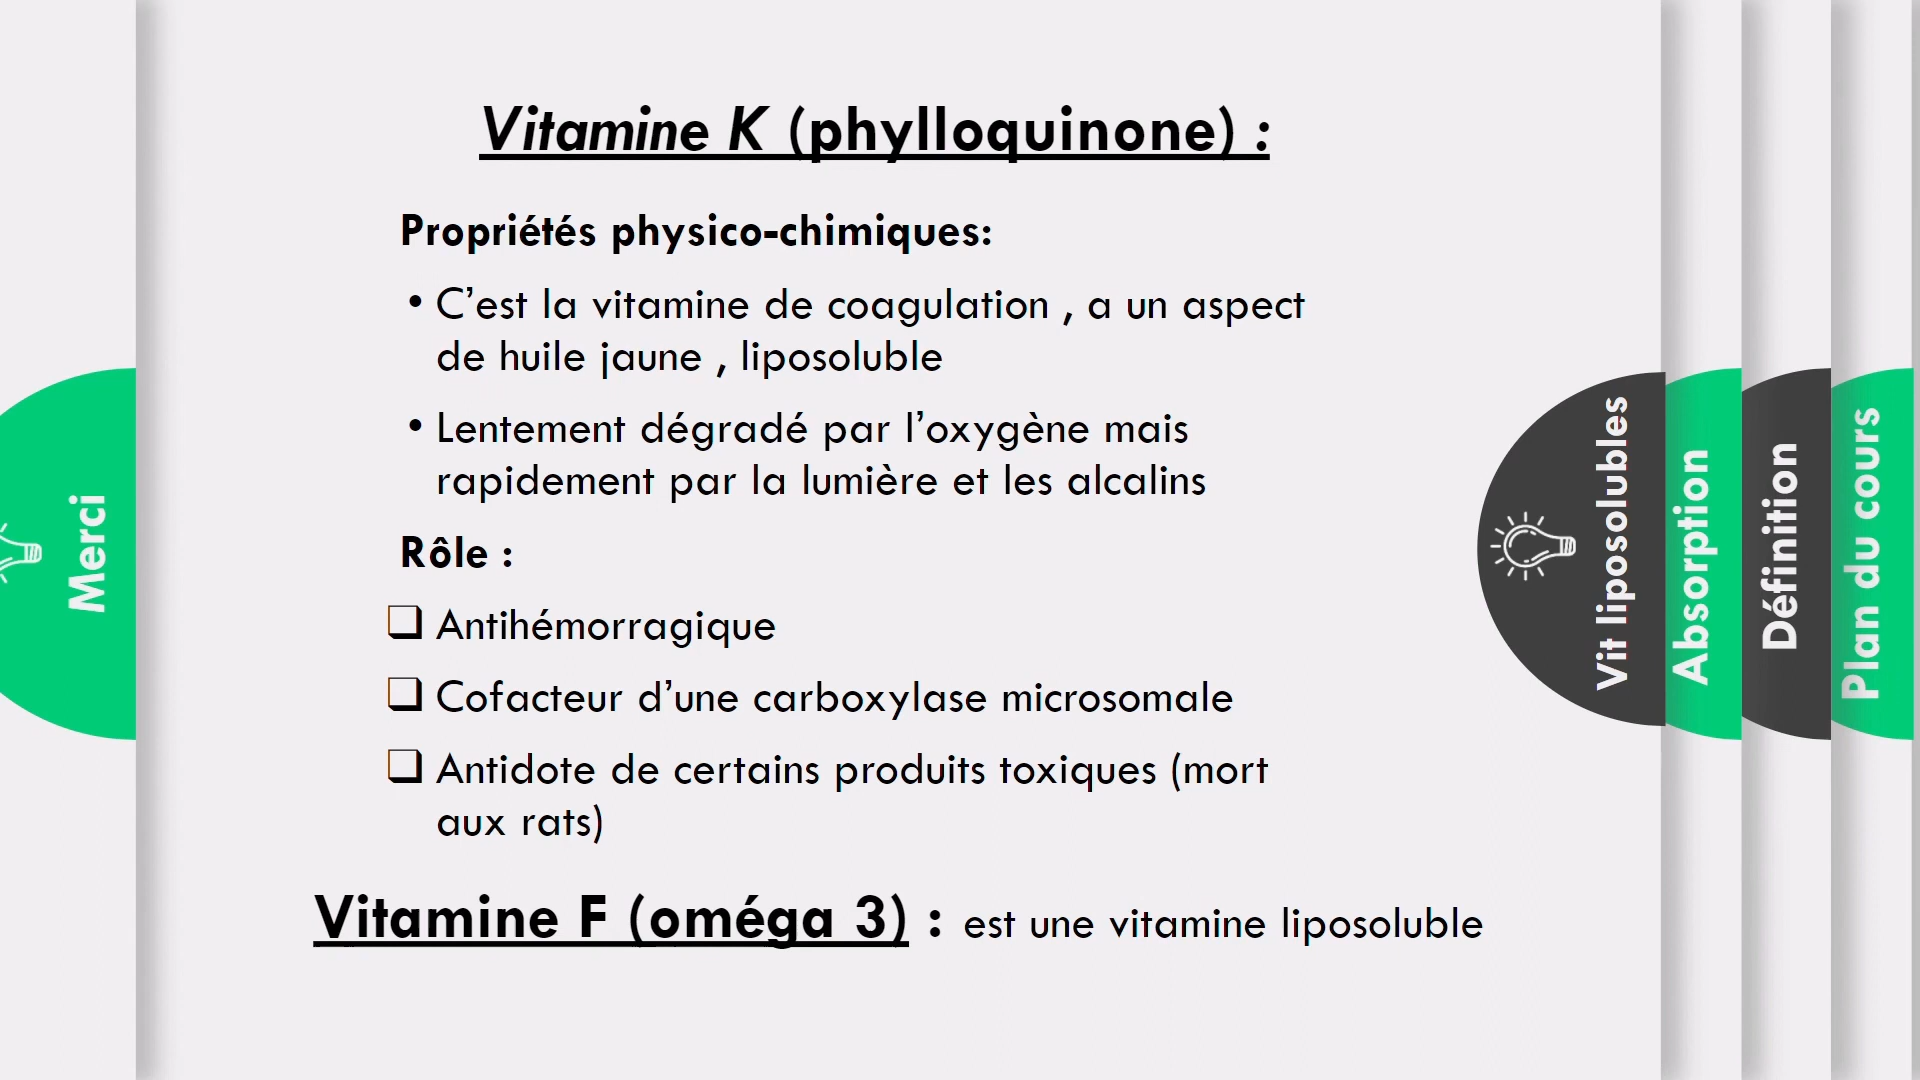 Vitamine K (phylloquinone) :
Propriétés physico-chimiques:
• C’est la vitamine de coagulation , a un aspect
de huile jaune , liposoluble
• Lentement dégradé par l’oxygène mais
rapidement par la lumière et les alcalins
Rôle :
❑ Antihémorragique
❑ Cofacteur d’une carboxylase microsomale
❑ Antidote de certains produits toxiques (mort
aux rats)
Vitamine F (oméga 3) : est une vitamine liposoluble
Merci
Vit liposolubles
Absorption
Définition
Plan du cours